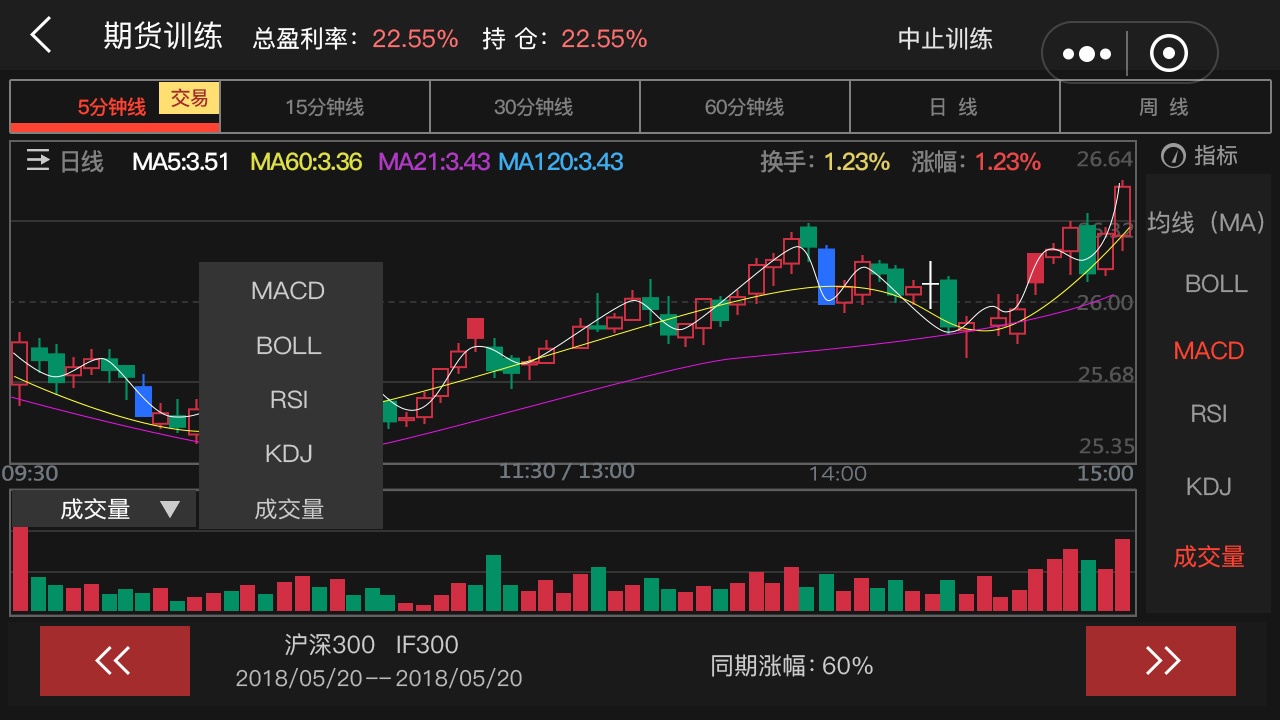 期货训练 总盈利率：22.55% 持 仓：22.55% 中止训练
5分钟线 交易 15分钟线 30分钟线 60分钟线 日 线 周 线
日线 MA5:3.51 MA60:3.36 MA21:3.43 MA120:3.43 换手：1.23% 涨幅：1.23% 26.64
指标
均线（MA）
BOLL
MACD
RSI
KDJ
成交量
26.32
26.00
25.68
25.35
MACD
BOLL
RSI
KDJ
成交量
09:30 11:30 / 13:00 14:00 15:00
成交量
沪深300 IF300
2018/05/20--2018/05/20
同期涨幅：60%